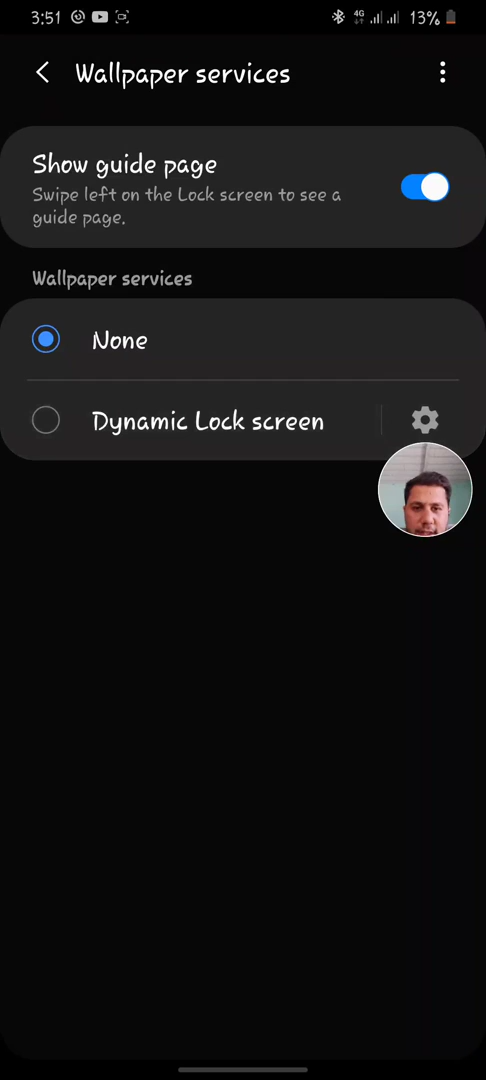 3:51 4G 13%
Wallpaper services
Show guide page
Swipe left on the Lock screen to see a
guide page.
Wallpaper services
None
Dynamic Lock screen